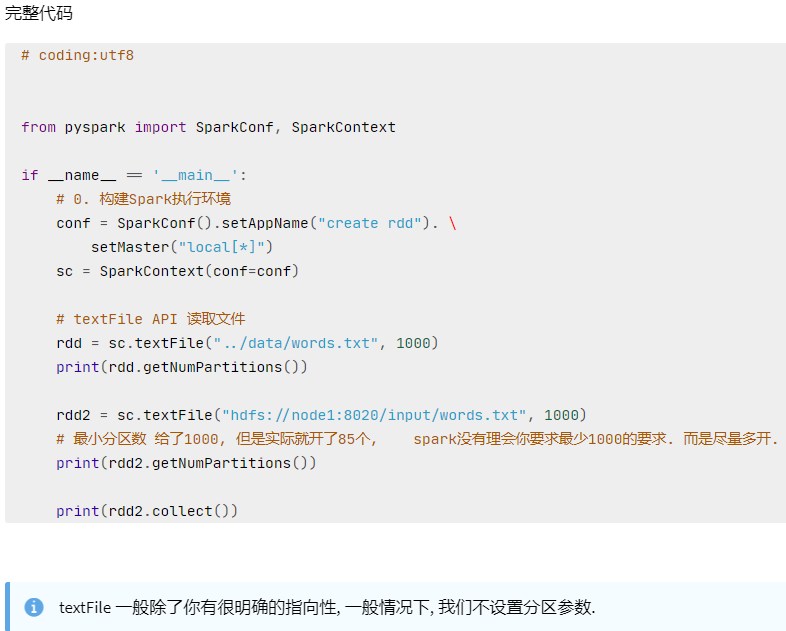 完整代码
# coding:utf8
from pyspark import SparkConf, SparkContext
if __name__ == '__main__':
# 0. 构建Spark执行环境
conf = SparkConf().setAppName("create rdd"). \
setMaster("local[*]")
sc = SparkContext(conf=conf)
# textFile API 读取文件
rdd = sc.textFile("../data/words.txt", 1000)
print(rdd.getNumPartitions())
rdd2 = sc.textFile("hdfs://node1:8020/input/words.txt", 1000)
# 最小分区数 给了1000, 但是实际就开了85个, spark没有理会你要求最少1000的要求. 而是尽量多开.
print(rdd2.getNumPartitions())
print(rdd2.collect())
textFile 一般除了你有很明确的指向性, 一般情况下, 我们不设置分区参数.